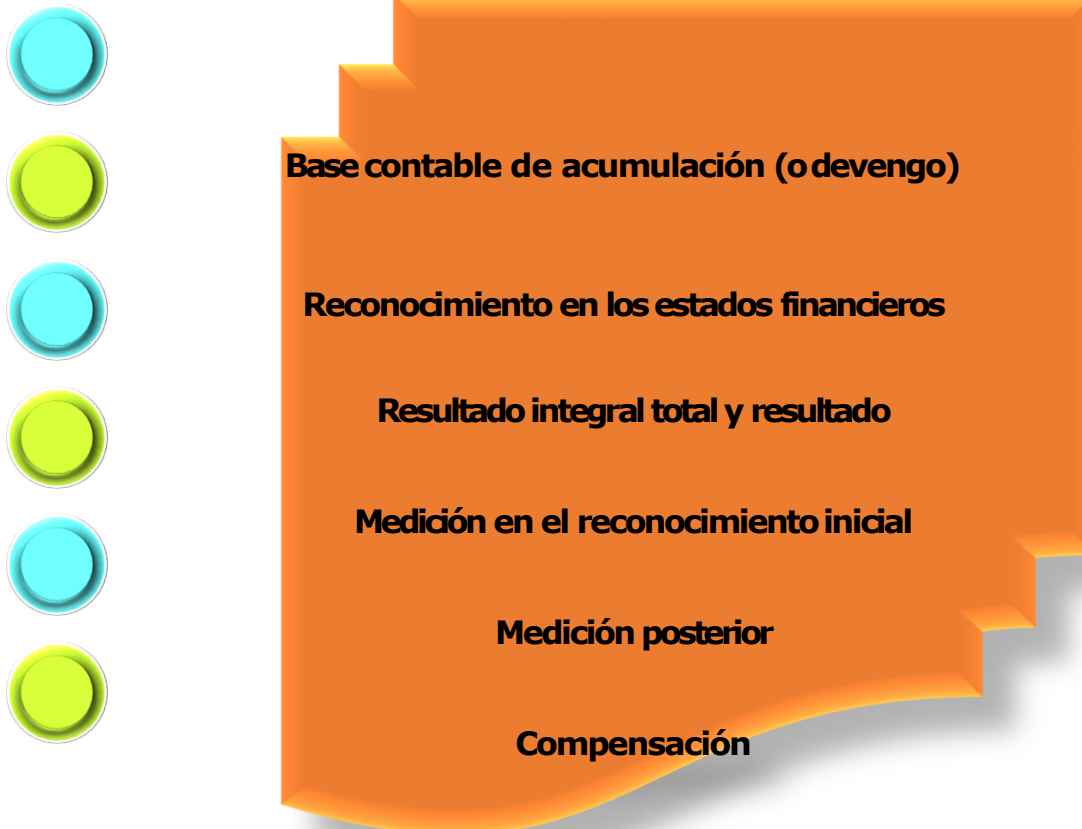 Base contable de acumulación (o devengo)
Reconocimiento en los estados financieros
Resultado integral total y resultado
Medición en el reconocimiento inicial
Medición posterior
Compensación